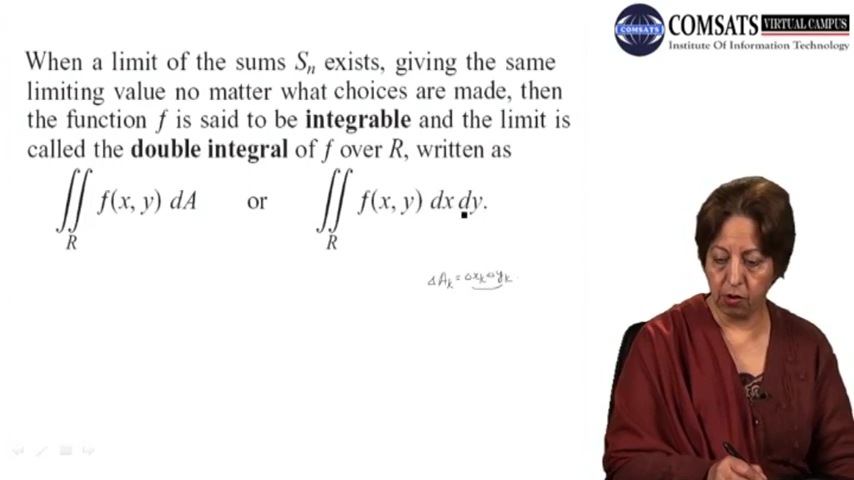 COMSATS VIRTUAL CAMPUS
COMSATS
Institute Of Information Technology
When a limit of the sums Sₙ exists, giving the same
limiting value no matter what choices are made, then
the function f is said to be integrable and the limit is
called the double integral of f over R, written as
∬ f(x, y) dA or ∬ f(x, y) dx dy.
R R
ΔAₖ = Δxₖ Δyₖ